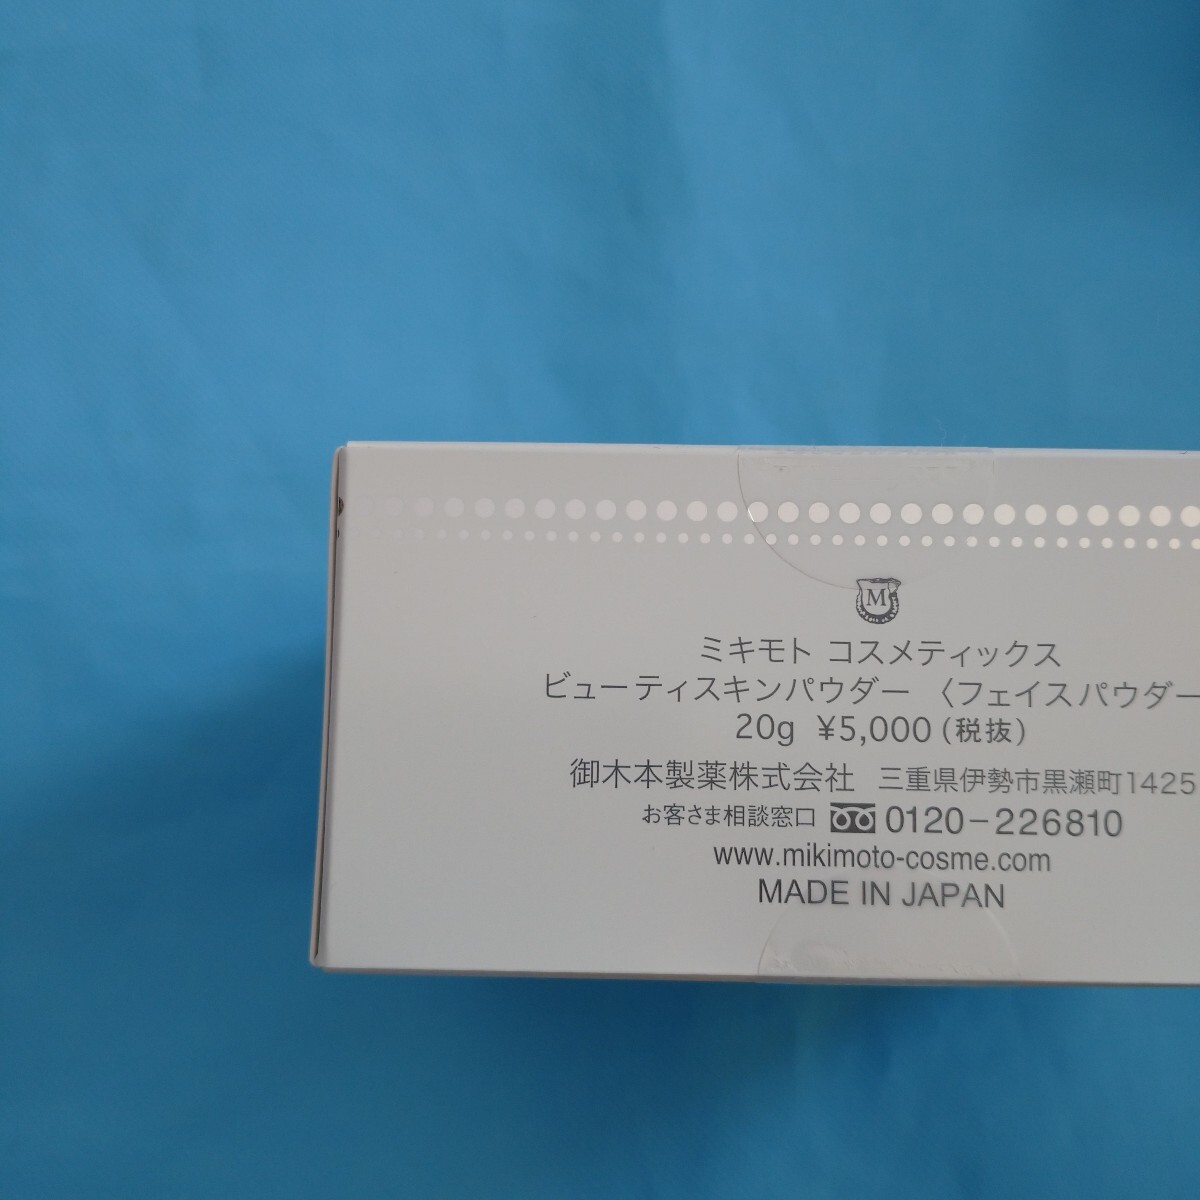 M
ミキモト コスメティックス
ビューティスキンパウダー 〈フェイスパウダー
20g ¥5,000(税抜)
御木本製薬株式会社 三重県伊勢市黒瀬町1425
お客さま相談窓口 0120-226810
www.mikimoto-cosme.com
MADE IN JAPAN